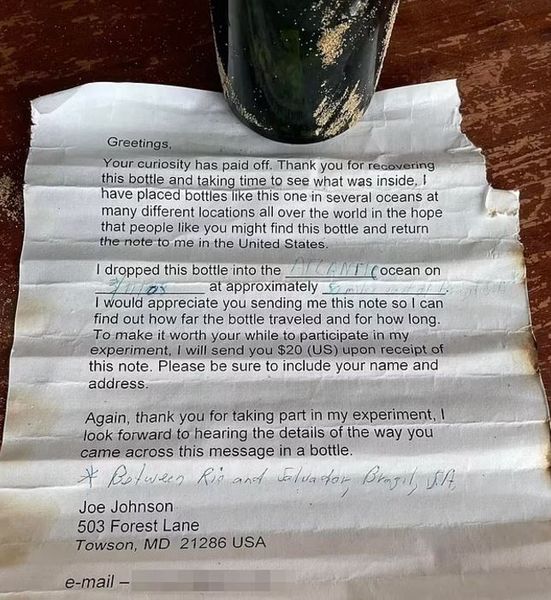 Greetings,
Your curiosity has paid off. Thank you for recovering
this bottle and taking time to see what was inside, I
have placed bottles like this one in several oceans at
many different locations all over the world in the hope
that people like you might find this bottle and return
the note to me in the United States.
I dropped this bottle into the ATLANTIC ocean on
at approximately
I would appreciate you sending me this note so I can
find out how far the bottle traveled and for how long.
To make it worth your while to participate in my
experiment, I will send you $20 (US) upon receipt of
this note. Please be sure to include your name and
address.
Again, thank you for taking part in my experiment, I
look forward to hearing the details of the way you
came across this message in a bottle.
* Between Rio and Salvador, Brazil, SA
Joe Johnson
503 Forest Lane
Towson, MD 21286 USA
e-mail –